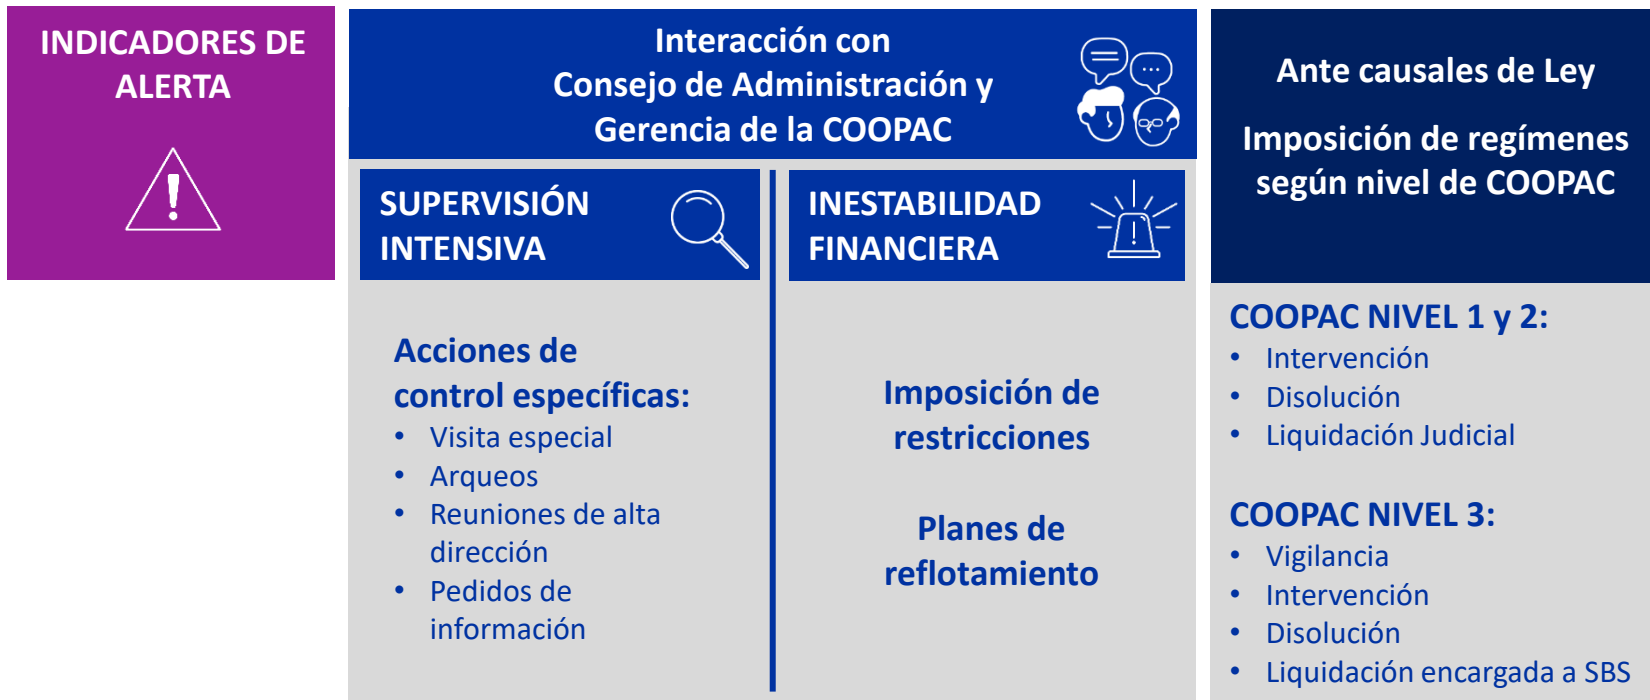 INDICADORES DE
ALERTA
Interacción con
Consejo de Administración y
Gerencia de la COOPAC
SUPERVISIÓN
INTENSIVA
Acciones de
control específicas:
• Visita especial
• Arqueos
• Reuniones de alta
dirección
• Pedidos de
información
INESTABILIDAD
FINANCIERA
Imposición de
restricciones
Planes de
reflotamiento
Ante causales de Ley
Imposición de regímenes
según nivel de COOPAC
COOPAC NIVEL 1 y 2:
• Intervención
• Disolución
• Liquidación Judicial
COOPAC NIVEL 3:
• Vigilancia
• Intervención
• Disolución
• Liquidación encargada a SBS